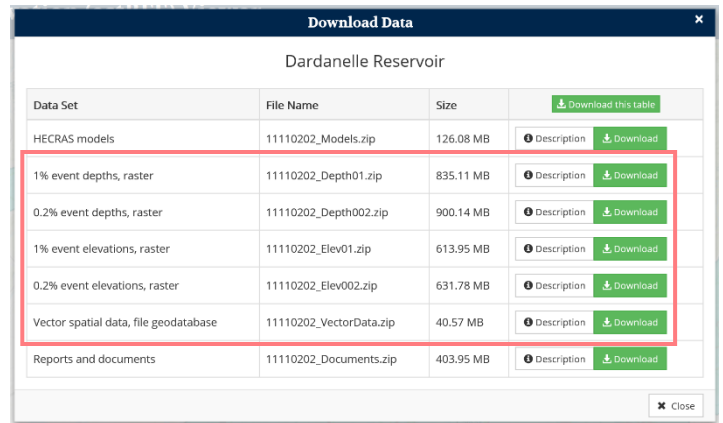 Download Data ×
Dardanelle Reservoir
Data Set File Name Size Download this table
HECRAS models 11110202_Models.zip 126.08 MB Description Download
1% event depths, raster 11110202_Depth01.zip 835.11 MB Description Download
0.2% event depths, raster 11110202_Depth002.zip 900.14 MB Description Download
1% event elevations, raster 11110202_Elev01.zip 613.95 MB Description Download
0.2% event elevations, raster 11110202_Elev002.zip 631.78 MB Description Download
Vector spatial data, file geodatabase 11110202_VectorData.zip 40.57 MB Description Download
Reports and documents 11110202_Documents.zip 403.95 MB Description Download
✖ Close